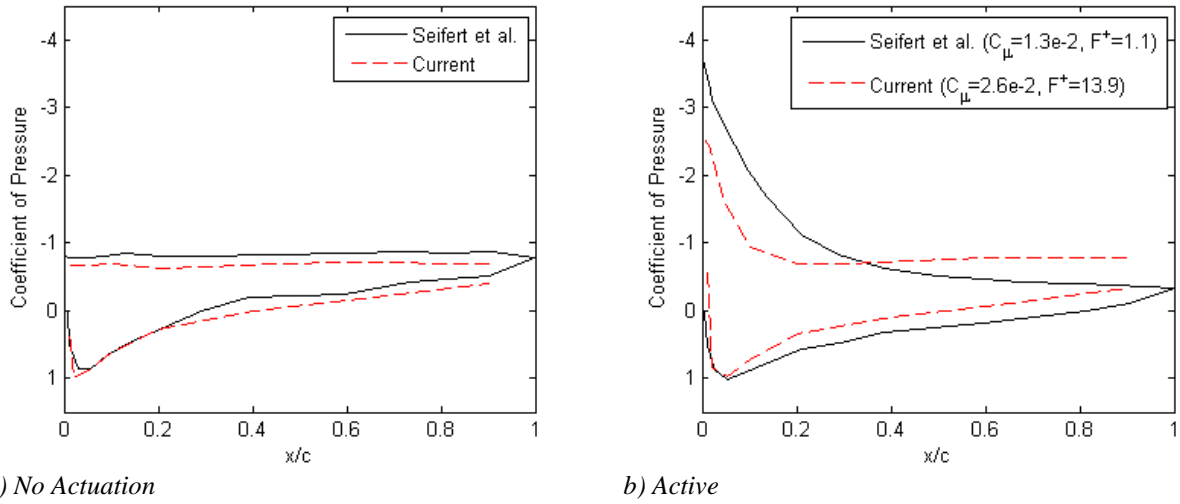 Seifert et al.
Current
-4
-3
-2
-1
0
1
Coefficient of Pressure
0
0.2
0.4
0.6
0.8
1
x/c
) No Actuation
Seifert et al. (Cμ=1.3e-2, F+=1.1)
Current (Cμ=2.6e-2, F+=13.9)
-4
-3
-2
-1
0
1
Coefficient of Pressure
0
0.2
0.4
0.6
0.8
1
x/c
b) Active